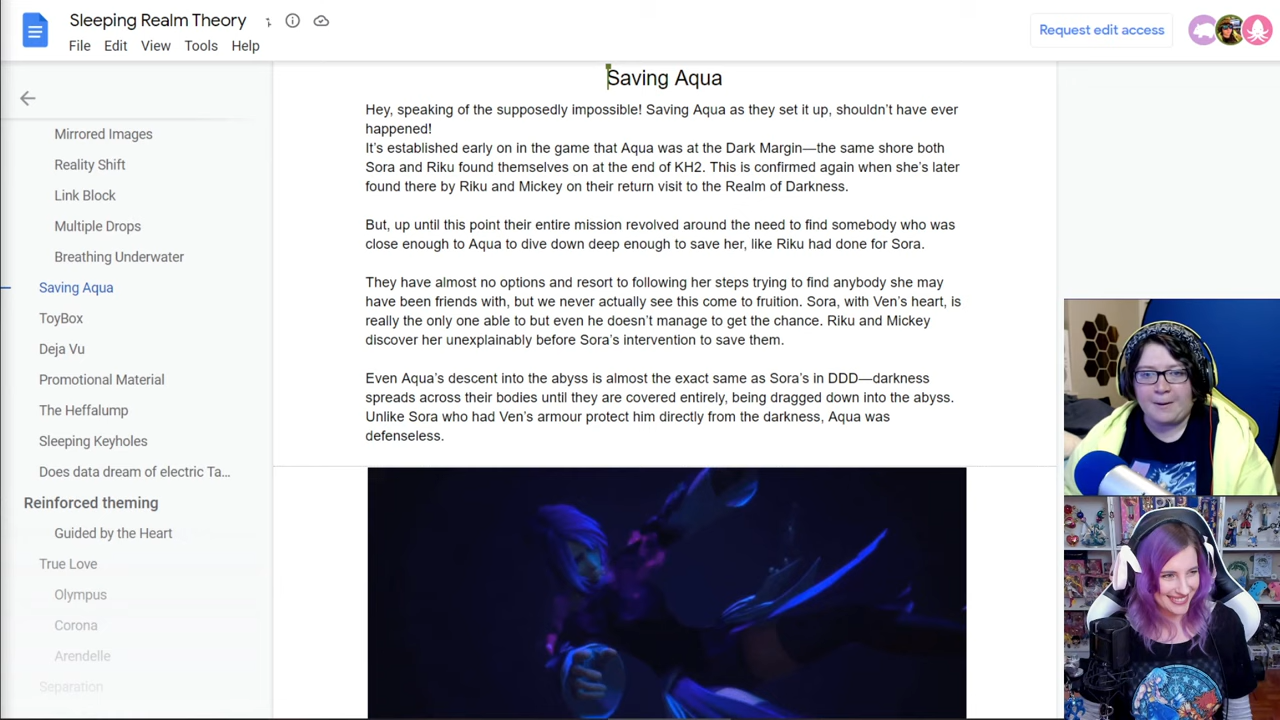 Sleeping Realm Theory
File Edit View Tools Help
Request edit access
Mirrored Images
Reality Shift
Link Block
Multiple Drops
Breathing Underwater
Saving Aqua
ToyBox
Deja Vu
Promotional Material
The Heffalump
Sleeping Keyholes
Does data dream of electric Ta...
Reinforced theming
Guided by the Heart
True Love
Olympus
Corona
Arendelle
Separation
Saving Aqua
Hey, speaking of the supposedly impossible! Saving Aqua as they set it up, shouldn't have ever
happened!
It's established early on in the game that Aqua was at the Dark Margin—the same shore both
Sora and Riku found themselves on at the end of KH2. This is confirmed again when she's later
found there by Riku and Mickey on their return visit to the Realm of Darkness.
But, up until this point their entire mission revolved around the need to find somebody who was
close enough to Aqua to dive down deep enough to save her, like Riku had done for Sora.
They have almost no options and resort to following her steps trying to find anybody she may
have been friends with, but we never actually see this come to fruition. Sora, with Ven's heart, is
really the only one able to but even he doesn't manage to get the chance. Riku and Mickey
discover her unexplainably before Sora's intervention to save them.
Even Aqua's descent into the abyss is almost the exact same as Sora's in DDD—darkness
spreads across their bodies until they are covered entirely, being dragged down into the abyss.
Unlike Sora who had Ven's armour protect him directly from the darkness, Aqua was
defenseless.